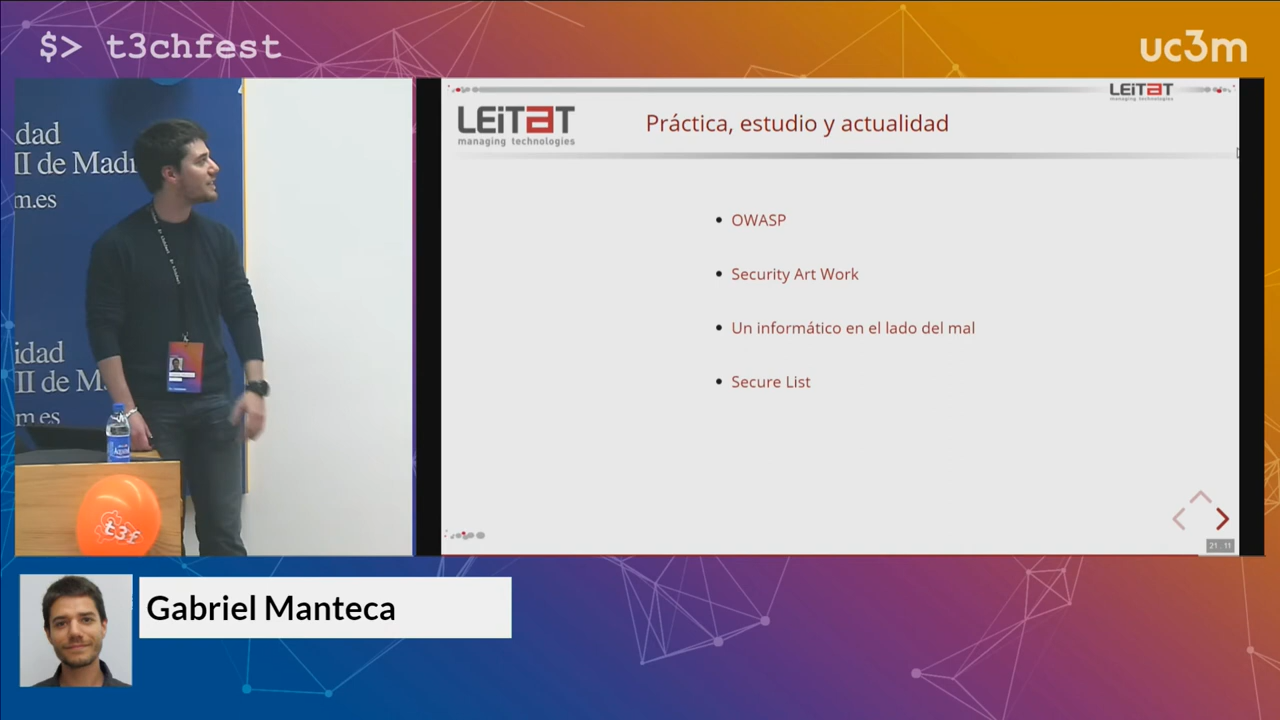 $> t3chfest
uc3m
dad
II de Madri
m.es
idad
II de M
m.es
t3f
LEiTAT
managing technologies
LEiTAT
managing technologies
Práctica, estudio y actualidad
• OWASP
• Security Art Work
• Un informático en el lado del mal
• Secure List
21 . 11
Gabriel Manteca